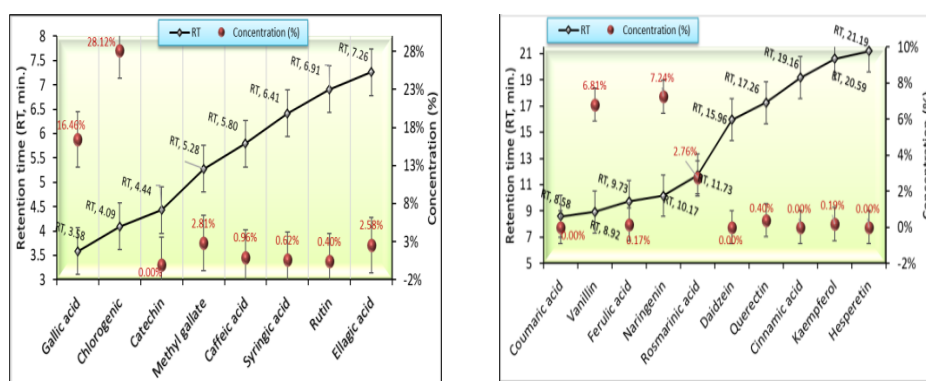 RT
Concentration (%)
Retention time (RT, min.)
8
7.5
7
6.5
6
5.5
5
4.5
4
3.5
3
28%
23%
18%
13%
8%
3%
-2%
Concentration (%)
RT, 3.58
RT, 4.09
RT, 4.44
RT, 5.28
RT, 5.80
RT, 6.41
RT, 6.91
RT, 7.26
16.46%
28.12%
0.00%
2.81%
0.96%
0.62%
0.40%
2.58%
Gallic acid
Chlorogenic
Catechin
Methyl gallate
Caffeic acid
Syringic acid
Rutin
Ellagic acid
RT
Concentration (%)
Retention time (RT, min.)
21
19
17
15
13
11
9
7
5
10%
8%
6%
4%
2%
0%
-2%
Concentration (%)
RT, 8.58
RT, 8.92
RT, 9.73
RT, 10.17
RT, 11.73
RT, 15.96
RT, 17.26
RT, 19.16
RT, 20.59
RT, 21.19
0.00%
6.81%
0.17%
7.24%
2.76%
0.00%
0.40%
0.00%
0.19%
0.00%
Coumaric acid
Vanillin
Ferulic acid
Naringenin
Rosmarinic acid
Daidzein
Querectin
Cinnamic acid
Kaempferol
Hesperetin